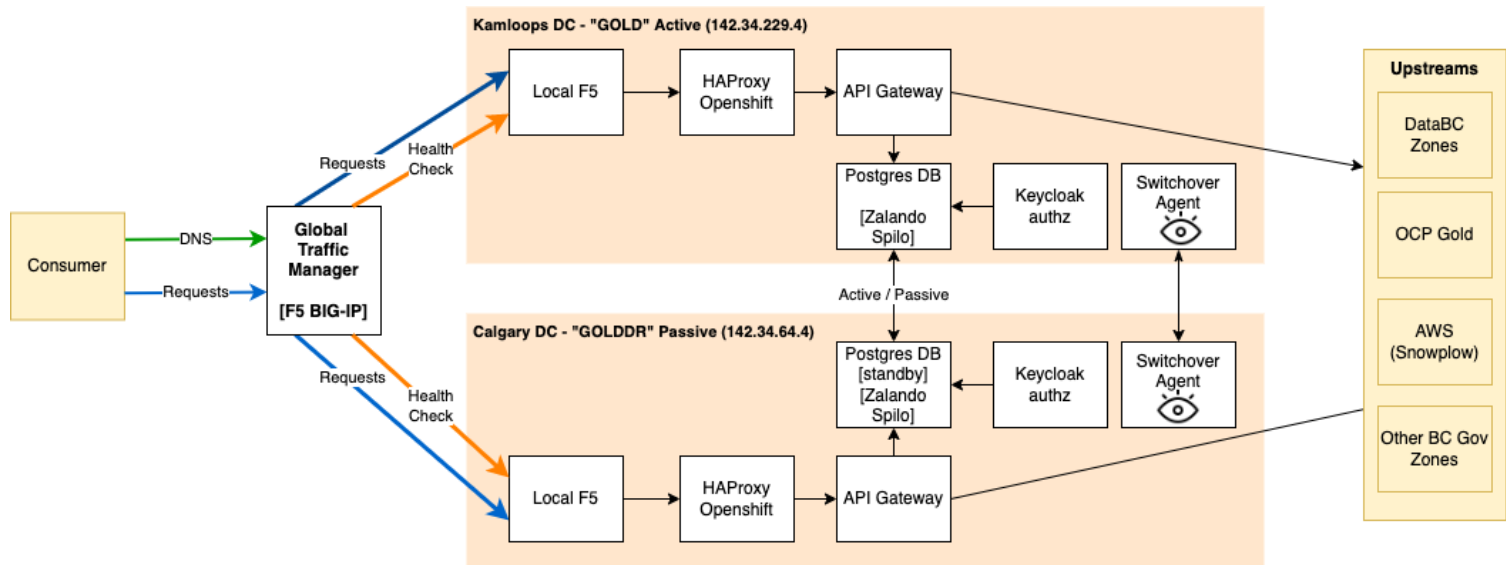 Kamloops DC - "GOLD" Active (142.34.229.4)
Local F5
HAProxy
Openshift
API Gateway
Upstreams
DataBC
Zones
OCP Gold
AWS
(Snowplow)
Other BC Gov
Zones
Requests
Health
Check
Postgres DB
[Zalando
Spilo]
Keycloak
authz
Switchover
Agent
Consumer
DNS
Requests
Global
Traffic
Manager
[F5 BIG-IP]
Active / Passive
Calgary DC - "GOLDDR" Passive (142.34.64.4)
Requests
Health
Check
Postgres DB
[standby]
[Zalando
Spilo]
Keycloak
authz
Switchover
Agent
Local F5
HAProxy
Openshift
API Gateway